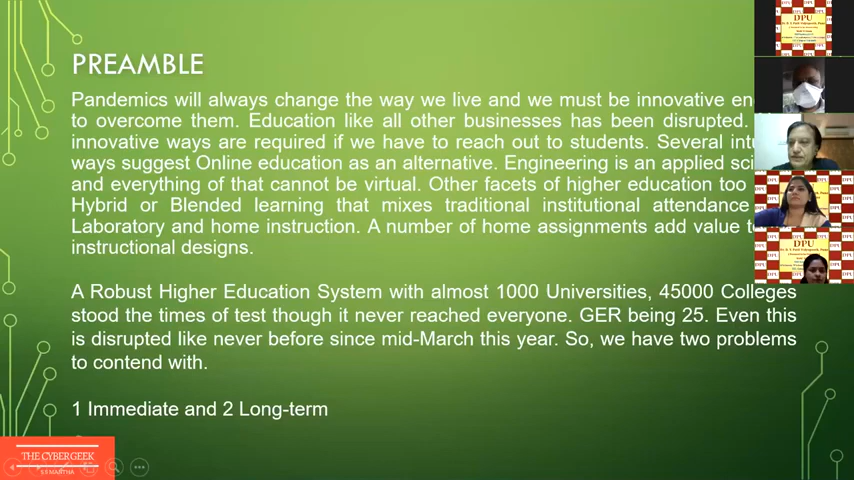 PREAMBLE
Pandemics will always change the way we live and we must be innovative en
to overcome them. Education like all other businesses has been disrupted.
innovative ways are required if we have to reach out to students. Several
ways suggest Online education as an alternative. Engineering is an applied
and everything of that cannot be virtual. Other facets of higher education too
Hybrid or Blended learning that mixes traditional institutional attendance
Laboratory and home instruction. A number of home assignments add value
instructional designs.
A Robust Higher Education System with almost 1000 Universities, 45000 Colleges
stood the times of test though it never reached everyone. GER being 25. Even this
is disrupted like never before since mid-March this year. So, we have two problems
to contend with.
1 Immediate and 2 Long-term
THE CYBERGEEK
S S MANTHA
DPU
DPU